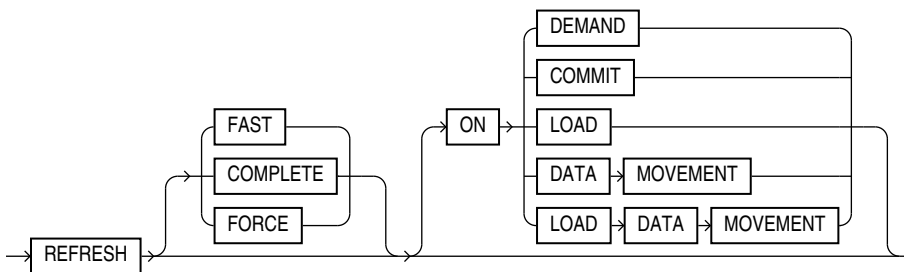 DEMAND
COMMIT
FAST
ON
LOAD
COMPLETE
DATA MOVEMENT
FORCE
LOAD DATA MOVEMENT
REFRESH